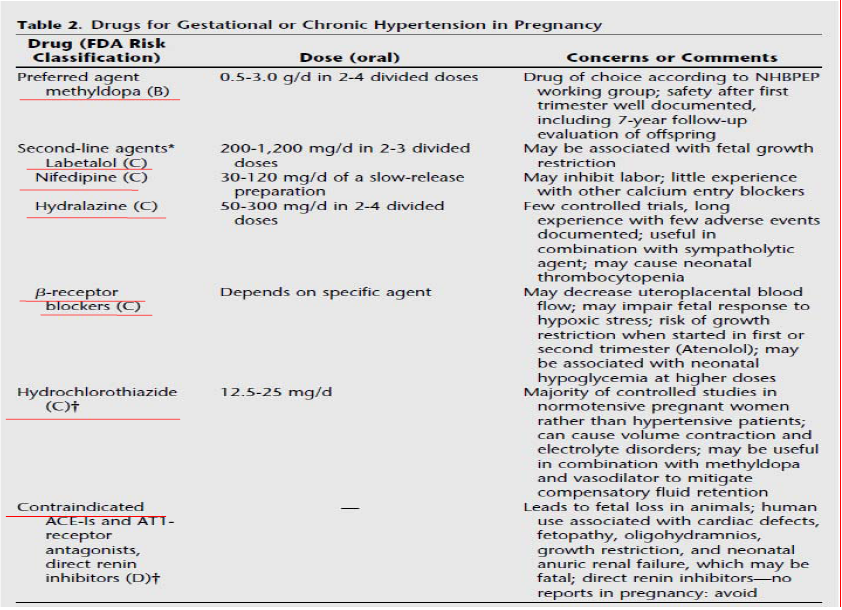 Table 2. Drugs for Gestational or Chronic Hypertension in Pregnancy
Drug (FDA Risk
Classification)
Dose (oral)
Concerns or Comments
Preferred agent
methyldopa (B)
0.5-3.0 g/d in 2-4 divided doses
Drug of choice according to NHBPEP
working group; safety after first
trimester well documented,
including 7-year follow-up
evaluation of offspring
Second-line agents*
Labetalol (C)
200-1,200 mg/d in 2-3 divided
doses
May be associated with fetal growth
restriction
Nifedipine (C)
30-120 mg/d of a slow-release
preparation
May inhibit labor; little experience
with other calcium entry blockers
Hydralazine (C)
50-300 mg/d in 2-4 divided
doses
Few controlled trials, long
experience with few adverse events
documented; useful in
combination with sympatholytic
agent; may cause neonatal
thrombocytopenia
β-receptor
blockers (C)
Depends on specific agent
May decrease uteroplacental blood
flow; may impair fetal response to
hypoxic stress; risk of growth
restriction when started in first or
second trimester (Atenolol); may
be associated with neonatal
hypoglycemia at higher doses
Hydrochlorothiazide
(C)†
12.5-25 mg/d
Majority of controlled studies in
normotensive pregnant women
rather than hypertensive patients;
can cause volume contraction and
electrolyte disorders; may be useful
in combination with methyldopa
and vasodilator to mitigate
compensatory fluid retention
Contraindicated
ACE-Is and AT1-
receptor
antagonists,
direct renin
inhibitors (D)†
—
Leads to fetal loss in animals; human
use associated with cardiac defects,
fetopathy, oligohydramnios,
growth restriction, and neonatal
anuric renal failure, which may be
fatal; direct renin inhibitors—no
reports in pregnancy: avoid